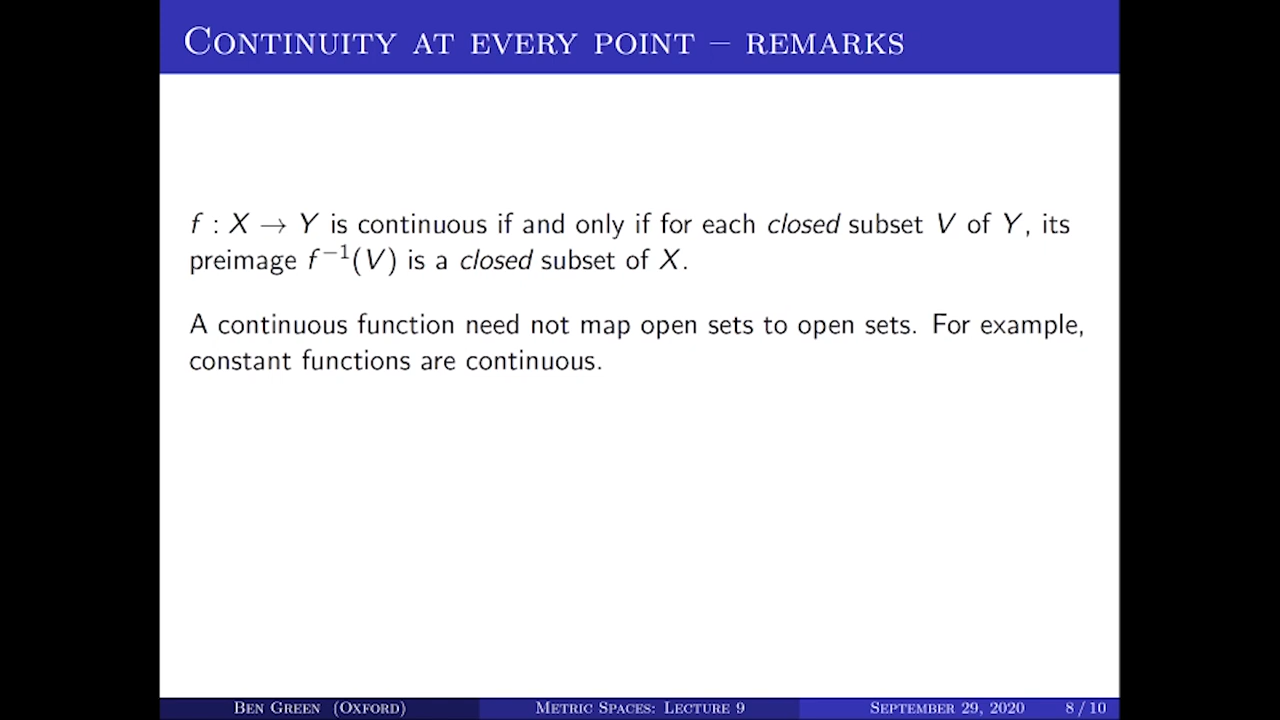 CONTINUITY AT EVERY POINT – REMARKS
f : X → Y is continuous if and only if for each closed subset V of Y, its
preimage f⁻¹(V) is a closed subset of X.
A continuous function need not map open sets to open sets. For example,
constant functions are continuous.
BEN GREEN (OXFORD) METRIC SPACES: LECTURE 9 SEPTEMBER 29, 2020 8 / 10